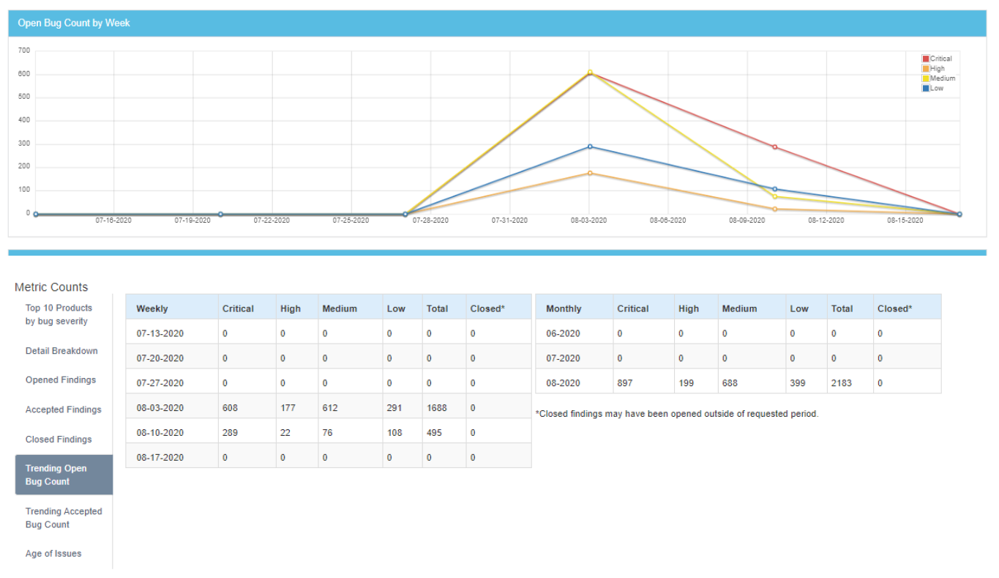 Open Bug Count by Week
700
600
500
400
300
200
100
0
07-16-2020 07-19-2020 07-22-2020 07-25-2020 07-28-2020 07-31-2020 08-03-2020 08-06-2020 08-09-2020 08-12-2020 08-15-2020
Critical
High
Medium
Low
Metric Counts
Top 10 Products
by bug severity
Detail Breakdown
Opened Findings
Accepted Findings
Closed Findings
Trending Open
Bug Count
Trending Accepted
Bug Count
Age of Issues
Weekly Critical High Medium Low Total Closed*
07-13-2020 0 0 0 0 0 0
07-20-2020 0 0 0 0 0 0
07-27-2020 0 0 0 0 0 0
08-03-2020 608 177 612 291 1688 0
08-10-2020 289 22 76 108 495 0
08-17-2020 0 0 0 0 0 0
Monthly Critical High Medium Low Total Closed*
06-2020 0 0 0 0 0 0
07-2020 0 0 0 0 0 0
08-2020 897 199 688 399 2183 0
*Closed findings may have been opened outside of requested period.